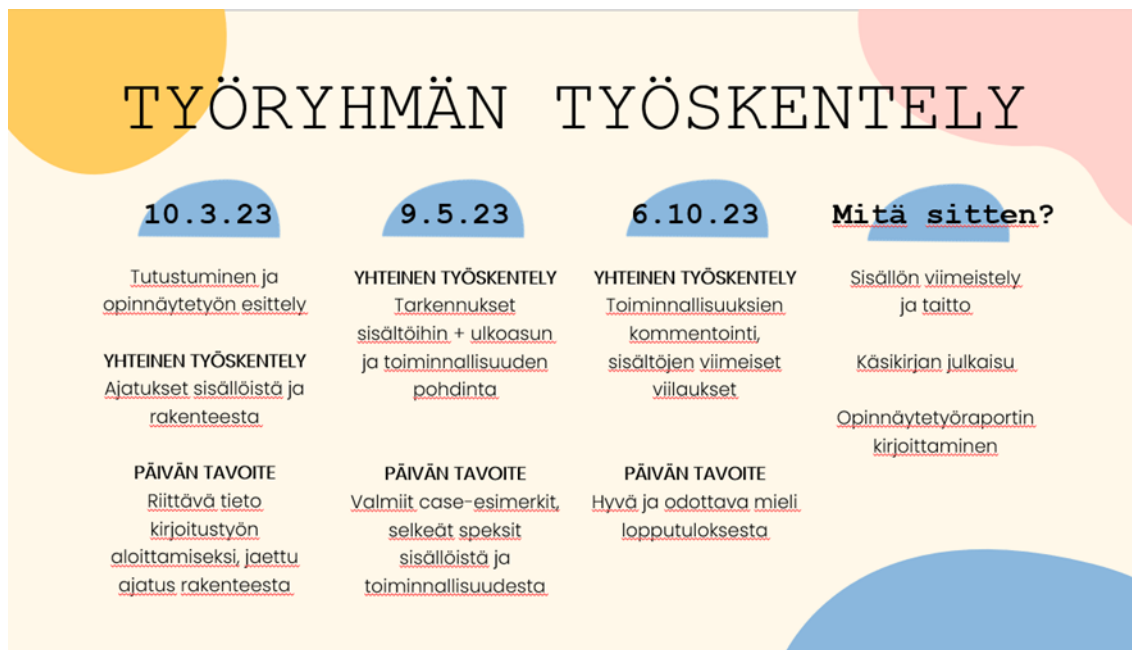 TYÖRYHMÄN TYÖSKENTELY
10.3.23
Tutustuminen ja
opinnäytetyön esittely
YHTEINEN TYÖSKENTELY
Ajatukset sisällöistä ja
rakenteesta
PÄIVÄN TAVOITE
Riittävä tieto
kirjoitustyön
aloittamiseksi, jaettu
ajatus rakenteesta
9.5.23
YHTEINEN TYÖSKENTELY
Tarkennukset
sisältöihin + ulkoasun
ja toiminnallisuuden
pohdinta
PÄIVÄN TAVOITE
Valmiit case-esimerkit,
selkeät speksit
sisällöistä ja
toiminnallisuudesta
6.10.23
YHTEINEN TYÖSKENTELY
Toiminnallisuuksien
kommentointi,
sisältöjen viimeiset
viilaukset
PÄIVÄN TAVOITE
Hyvä ja odottava mieli
lopputuloksesta
Mitä sitten?
Sisällön viimeistely
ja taitto
Käsikirjan julkaisu
Opinnäytetyöraportin
kirjoittaminen